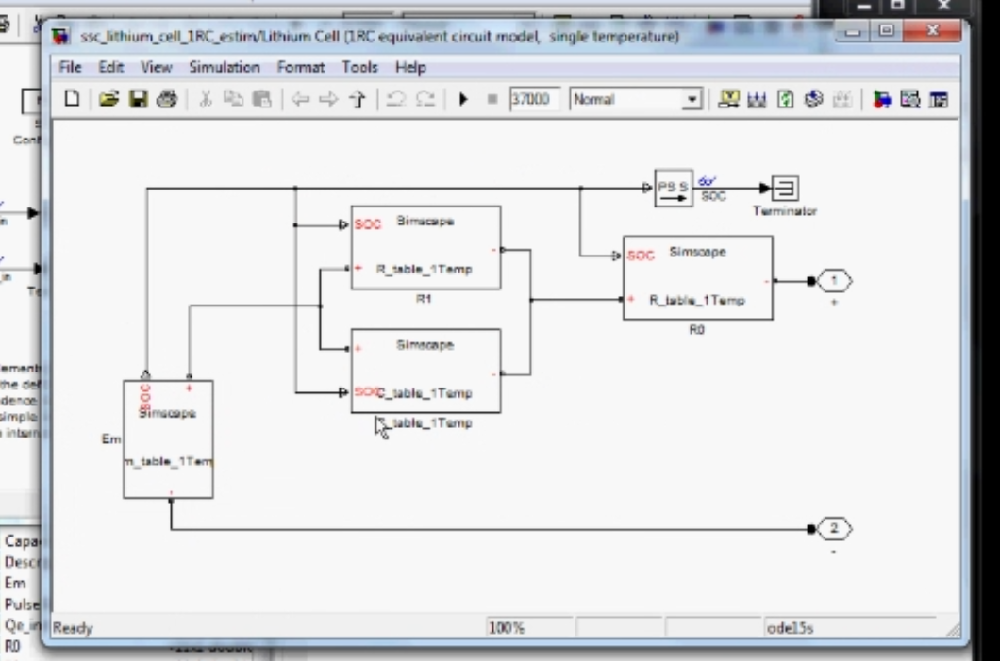 ssc_lithium_cell_1RC_estim/Lithium Cell (1RC equivalent circuit model, single temperature)
File Edit View Simulation Format Tools Help
37000 Normal
PS S
SOC
Terminator
SOC Simscape
+ R_table_1Temp -
R1
SOC Simscape
+ R_table_1Temp -
R0
1
+
Simscape
+ -
SOC C_table_1Temp
_table_1Temp
SOC +
Simscape
Em
m_table_1Tem
-
2
-
Ready 100% ode15s
Capa
Descr
Em
Pulse
Qe_in
R0